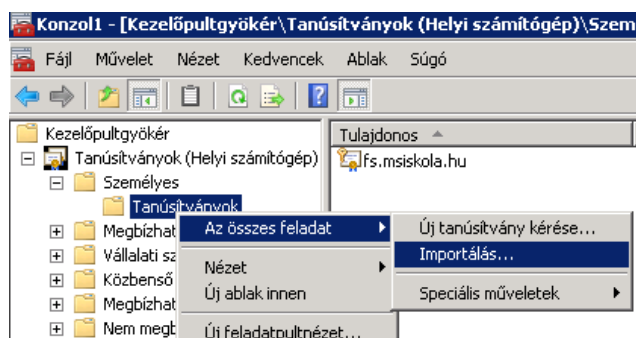 Konzol1 - [Kezelőpultgyökér\Tanúsítványok (Helyi számítógép)\Szem
Fájl Művelet Nézet Kedvencek Ablak Súgó
Kezelőpultgyökér
Tulajdonos
Tanúsítványok (Helyi számítógép)
fs.msiskola.hu
Személyes
Tanúsítványok
Megbízhat
Az összes feladat
Új tanúsítvány kérése...
Vállalati sz
Importálás...
Nézet
Közbenső
Új ablak innen
Speciális műveletek
Megbízhat
Nem megb
Új feladatpultnézet...